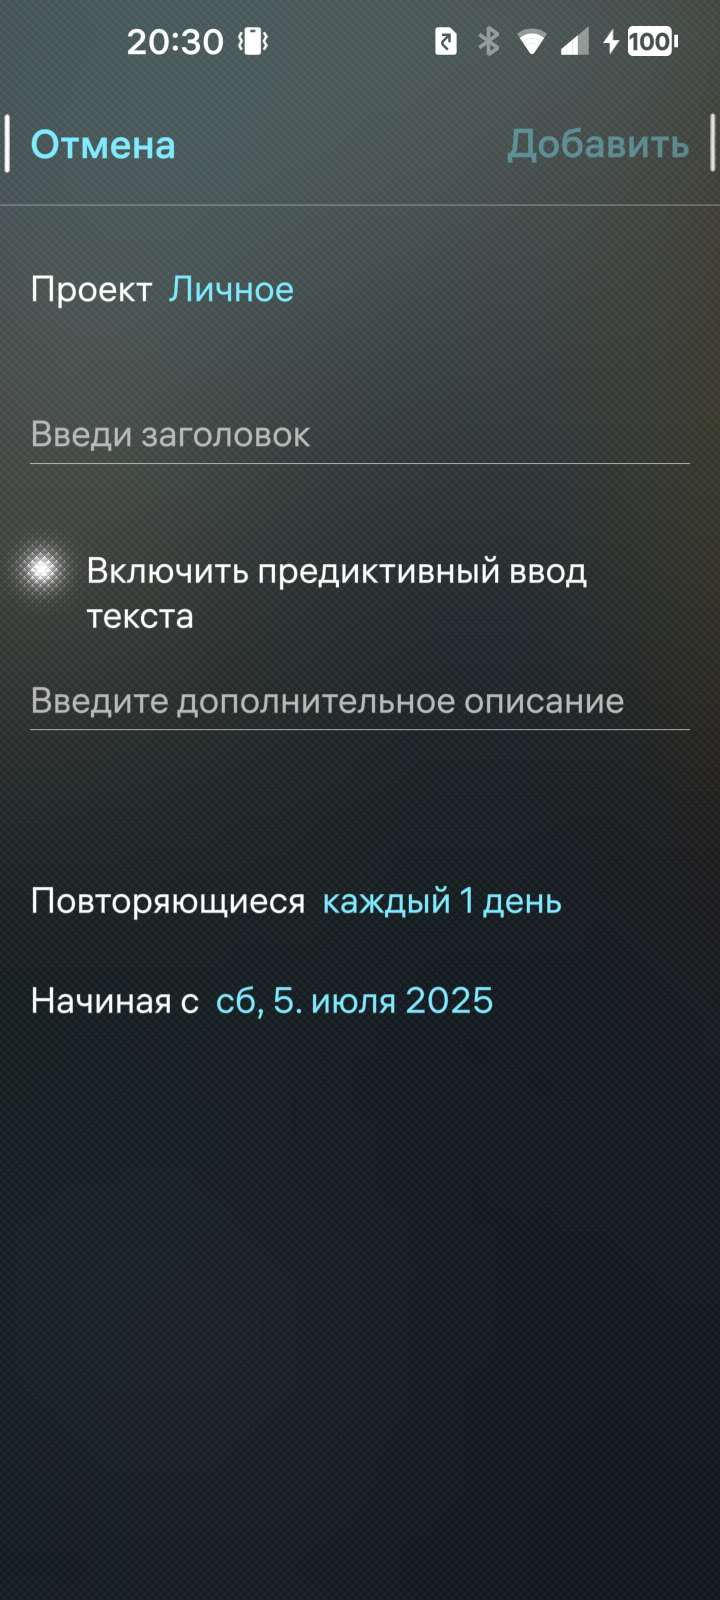 20:30 100
Отмена Добавить
Проект Личное
Введи заголовок
Включить предиктивный ввод
текста
Введите дополнительное описание
Повторяющиеся каждый 1 день
Начиная с сб, 5. июля 2025